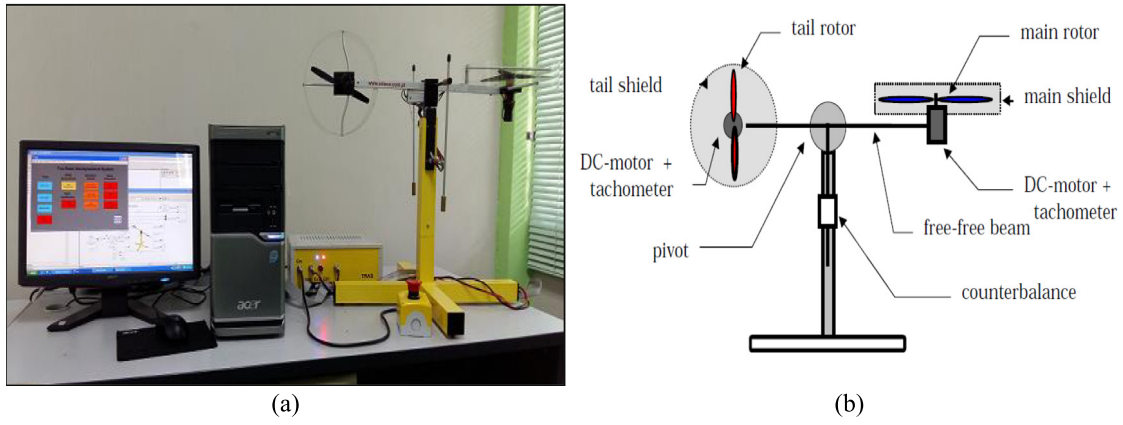 acer
TRAS
tail rotor
main rotor
tail shield
main shield
DC-motor +
tachometer
DC-motor +
tachometer
free-free beam
pivot
counterbalance
(a)
(b)